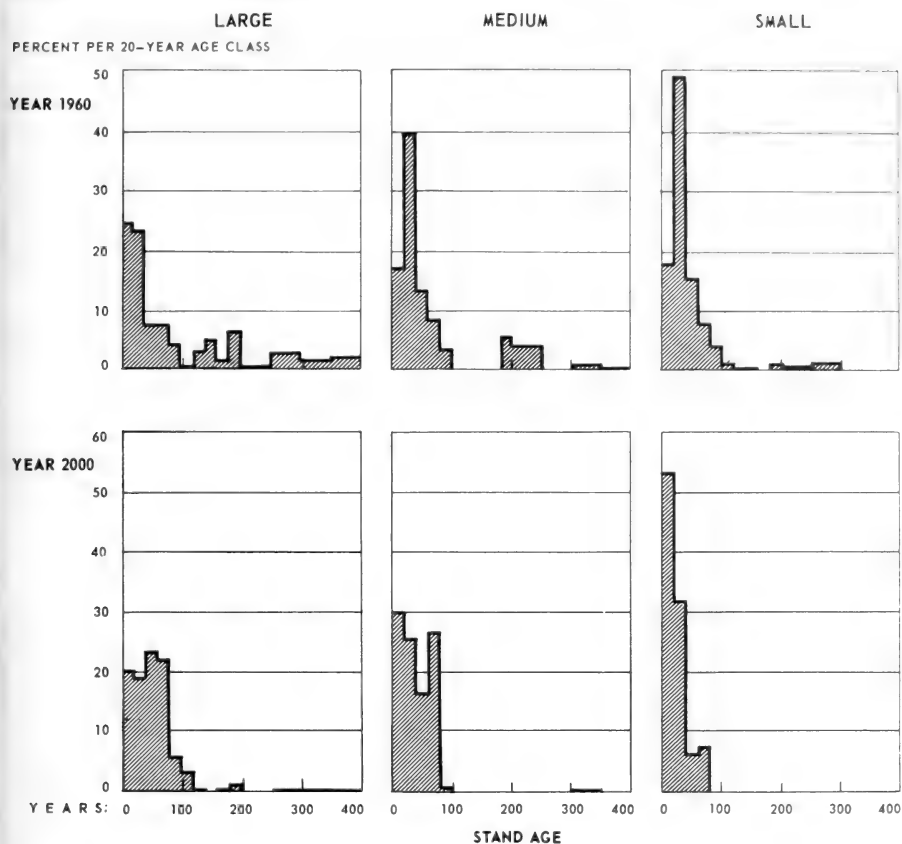 LARGE MEDIUM SMALL
PERCENT PER 20–YEAR AGE CLASS
50
YEAR 1960
40
30
20
10
0
60
YEAR 2000
50
40
30
20
10
0
YEARS: 0 100 200 300 400 0 100 200 300 400 0 100 200 300 400
STAND AGE